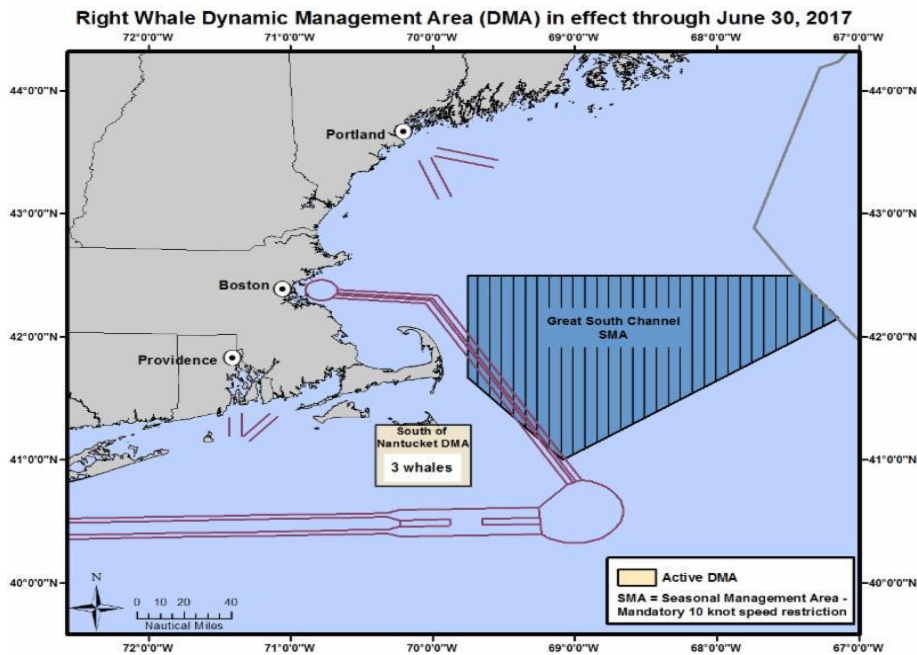 Right Whale Dynamic Management Area (DMA) in effect through June 30, 2017
72°0'0"W 71°0'0"W 70°0'0"W 69°0'0"W 68°0'0"W 67°0'0"W
44°0'0"N 44°0'0"N
Portland
43°0'0"N 43°0'0"N
Boston
Great South Channel
SMA
42°0'0"N 42°0'0"N
Providence
South of
Nantucket DMA
3 whales
41°0'0"N 41°0'0"N
40°0'0"N 40°0'0"N
Active DMA
SMA = Seasonal Management Area -
Mandatory 10 knot speed restriction
N
0 10 20 40
Nautical Miles
72°0'0"W 71°0'0"W 70°0'0"W 69°0'0"W 68°0'0"W 67°0'0"W